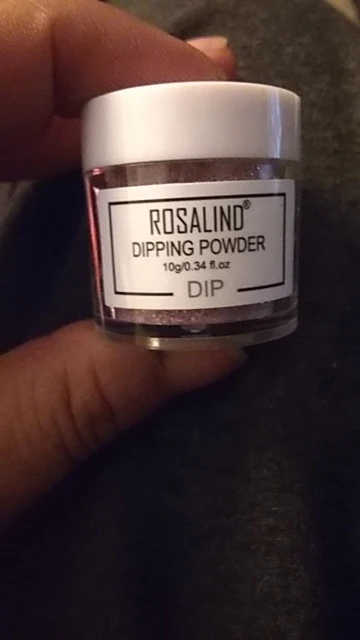 ROSALIND®
DIPPING POWDER
10g/0.34 fl.oz
DIP